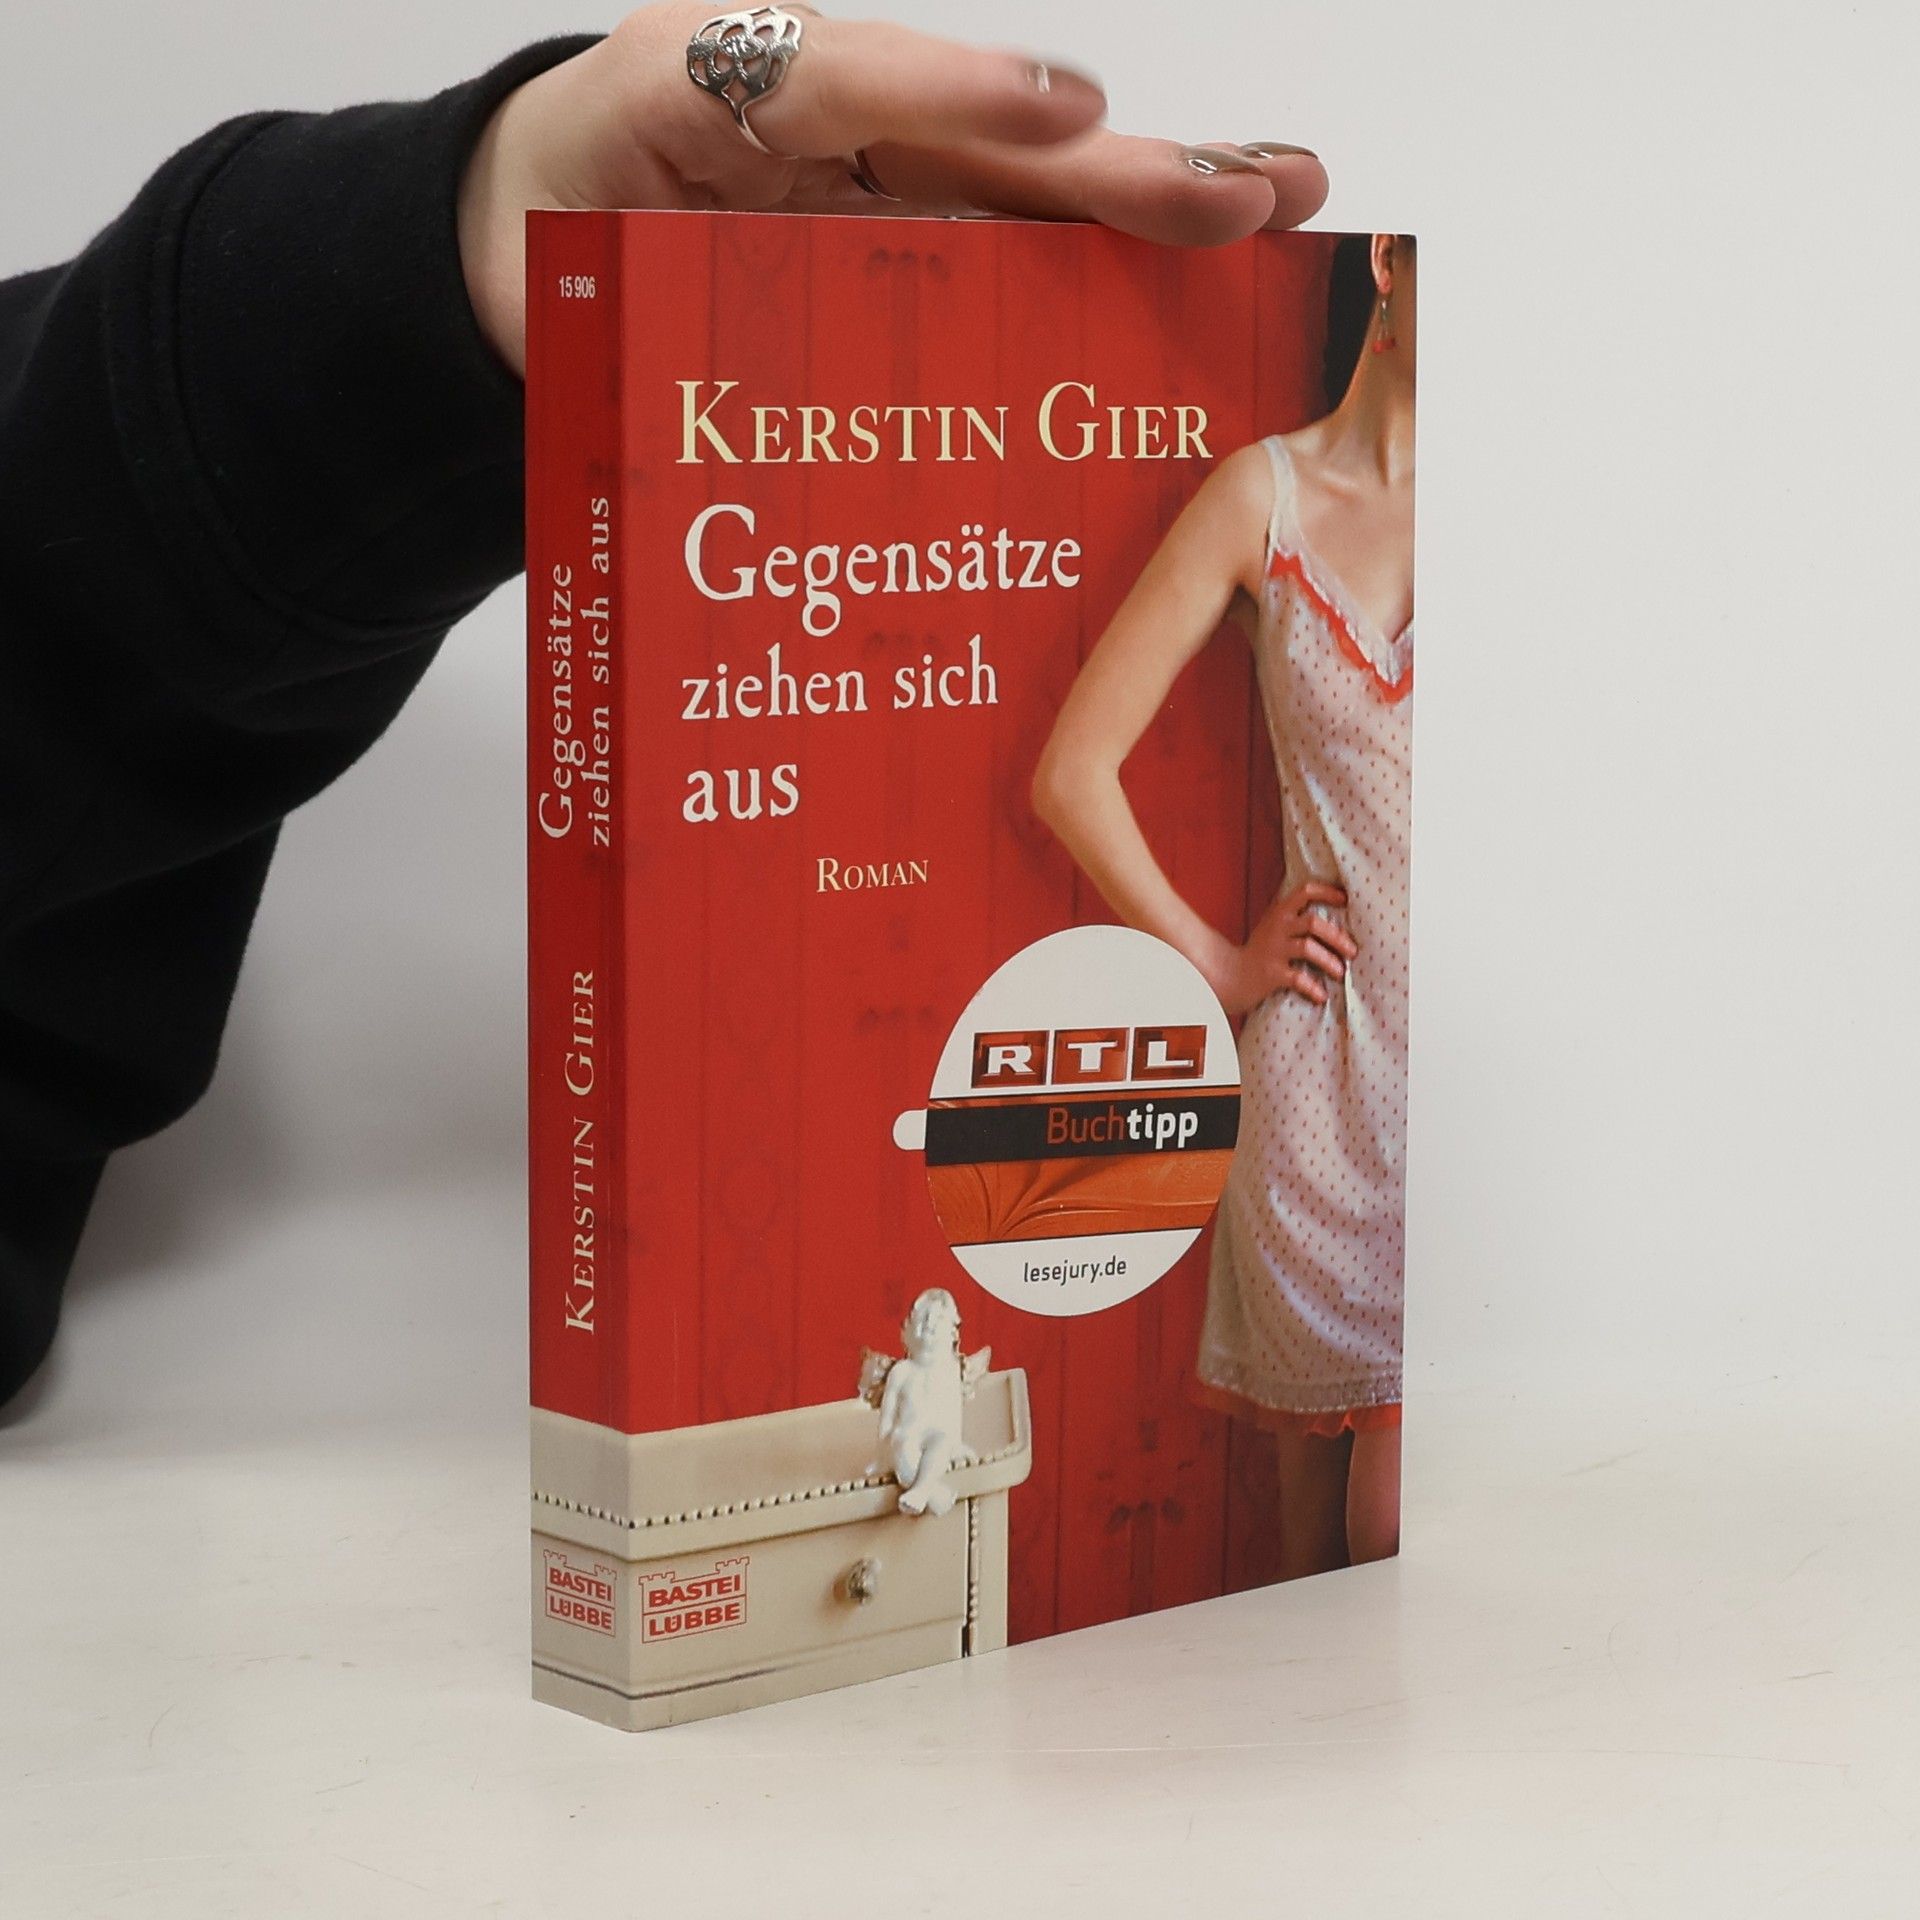 15 906
Gegensätze
ziehen sich aus
KERSTIN GIER
BASTEI
LÜBBE
KERSTIN GIER
Gegensätze
ziehen sich
aus
ROMAN
RTL
Buchtipp
lesejury.de
BASTEI
LÜBBE